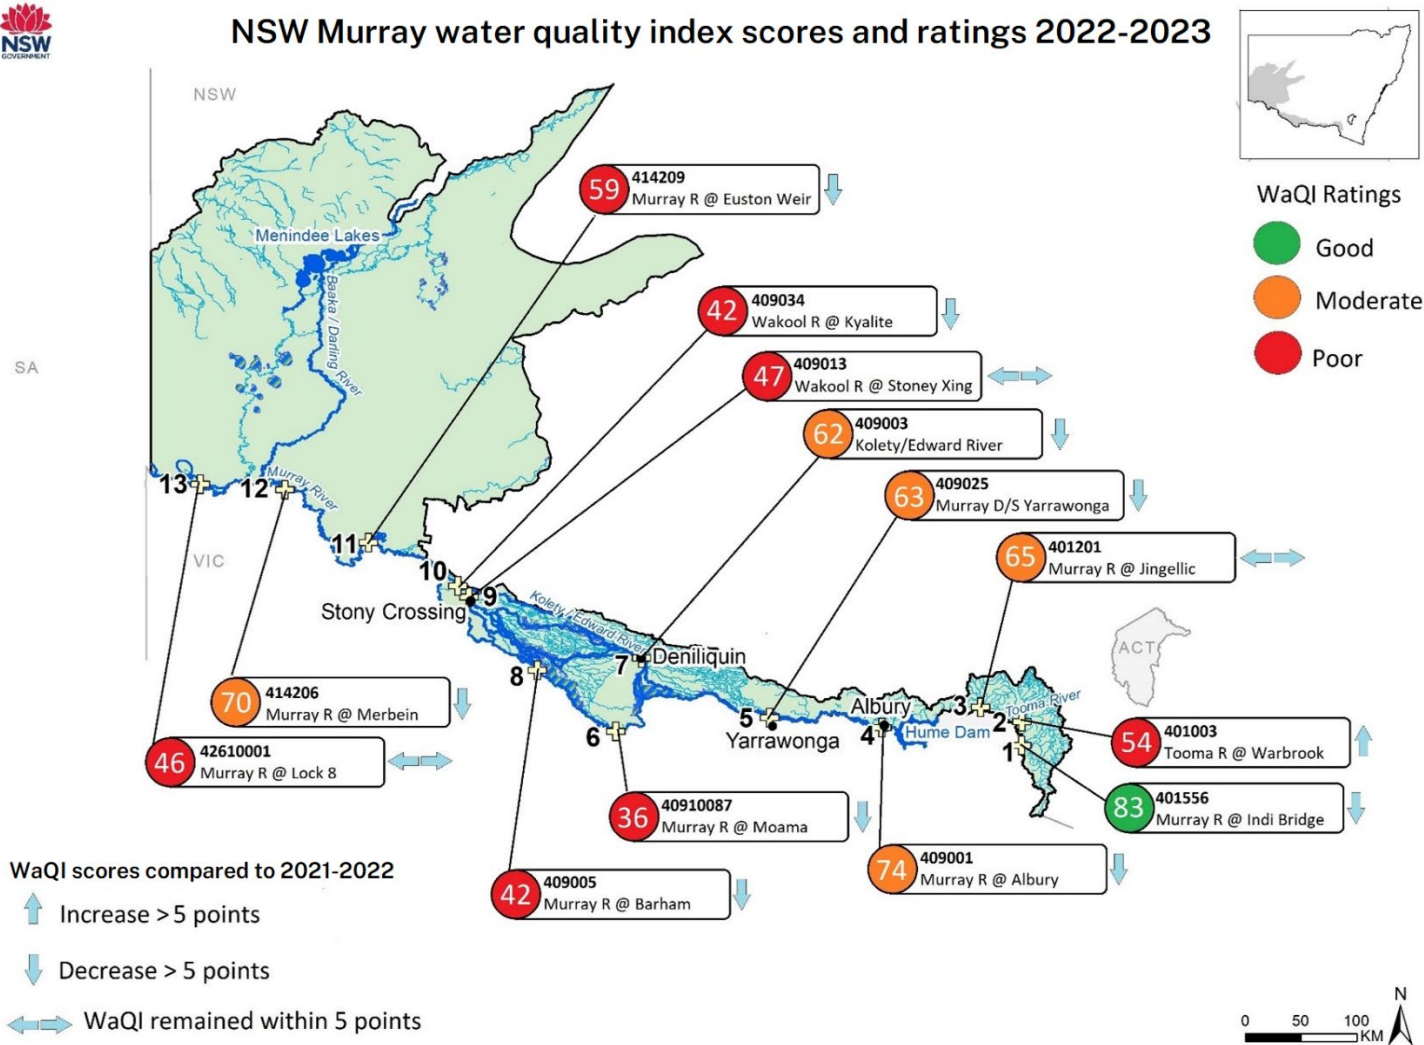 NSW
GOVERNMENT
NSW Murray water quality index scores and ratings 2022-2023
NSW
SA
VIC
ACT
Menindee Lakes
Baaka / Darling River
Murray River
Kolety / Edward River
Tooma River
Hume Dam
Stony Crossing
Deniliquin
Yarrawonga
Albury
13
12
11
10
9
8
7
6
5
4
3
2
1
59
414209
Murray R @ Euston Weir
42
409034
Wakool R @ Kyalite
47
409013
Wakool R @ Stoney Xing
62
409003
Kolety/Edward River
63
409025
Murray D/S Yarrawonga
65
401201
Murray R @ Jingellic
70
414206
Murray R @ Merbein
46
42610001
Murray R @ Lock 8
54
401003
Tooma R @ Warbrook
83
401556
Murray R @ Indi Bridge
36
40910087
Murray R @ Moama
74
409001
Murray R @ Albury
42
409005
Murray R @ Barham
WaQI Ratings
Good
Moderate
Poor
WaQI scores compared to 2021-2022
Increase > 5 points
Decrease > 5 points
WaQI remained within 5 points
N
0 50 100
KM